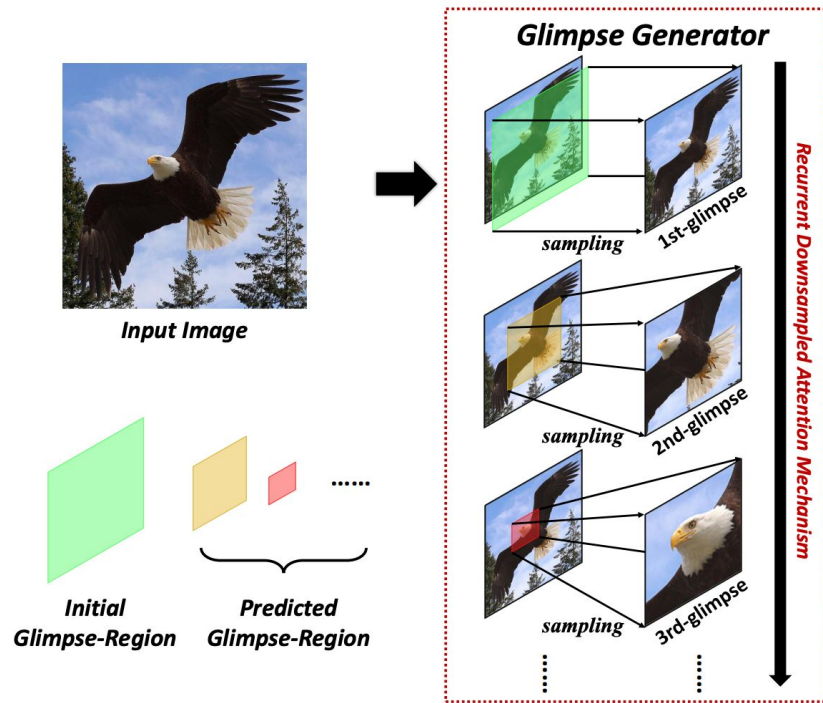 Glimpse Generator
Input Image
sampling
1st-glimpse
sampling
2nd-glimpse
sampling
3rd-glimpse
Recurrent Downsampled Attention Mechanism
......
Initial
Glimpse-Region
Predicted
Glimpse-Region